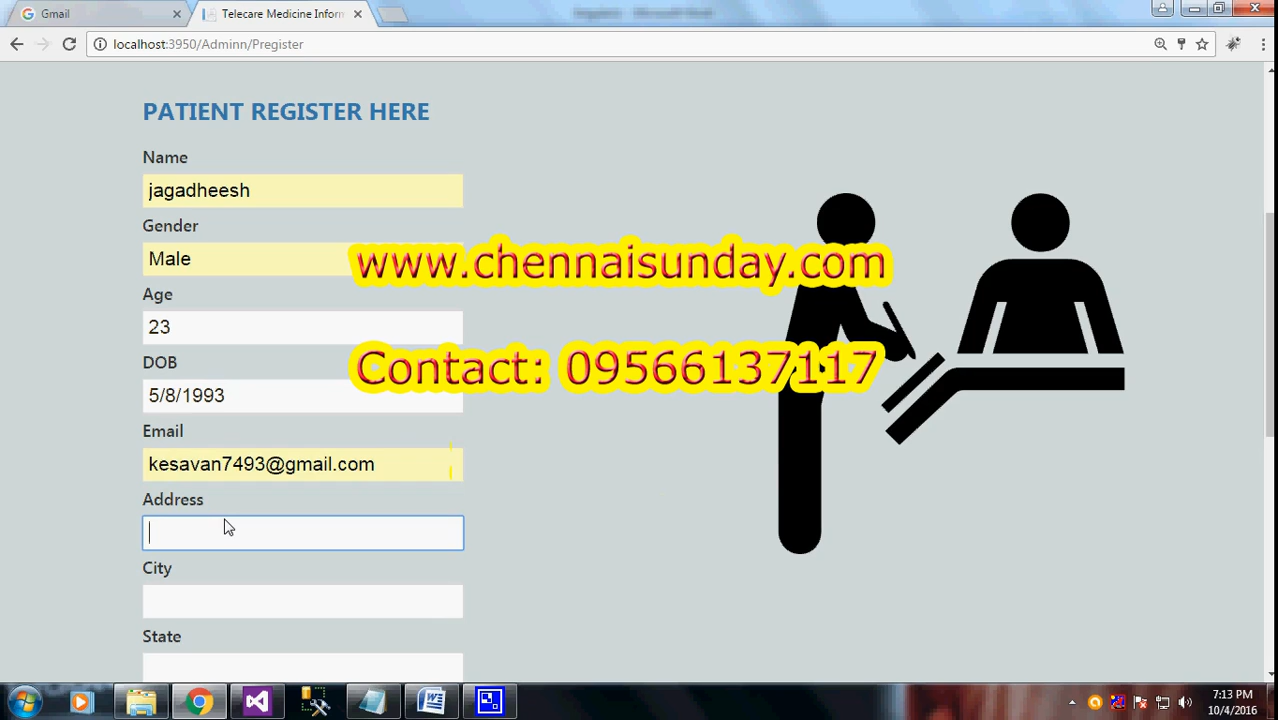 Gmail
Telecare Medicine Inform
localhost:3950/Adminn/Pregister
PATIENT REGISTER HERE
Name
jagadheesh
Gender
Male
www.chennaisunday.com
Age
23
DOB
Contact: 09566137117
5/8/1993
Email
kesavan7493@gmail.com
Address
City
State
7:13 PM
10/4/2016